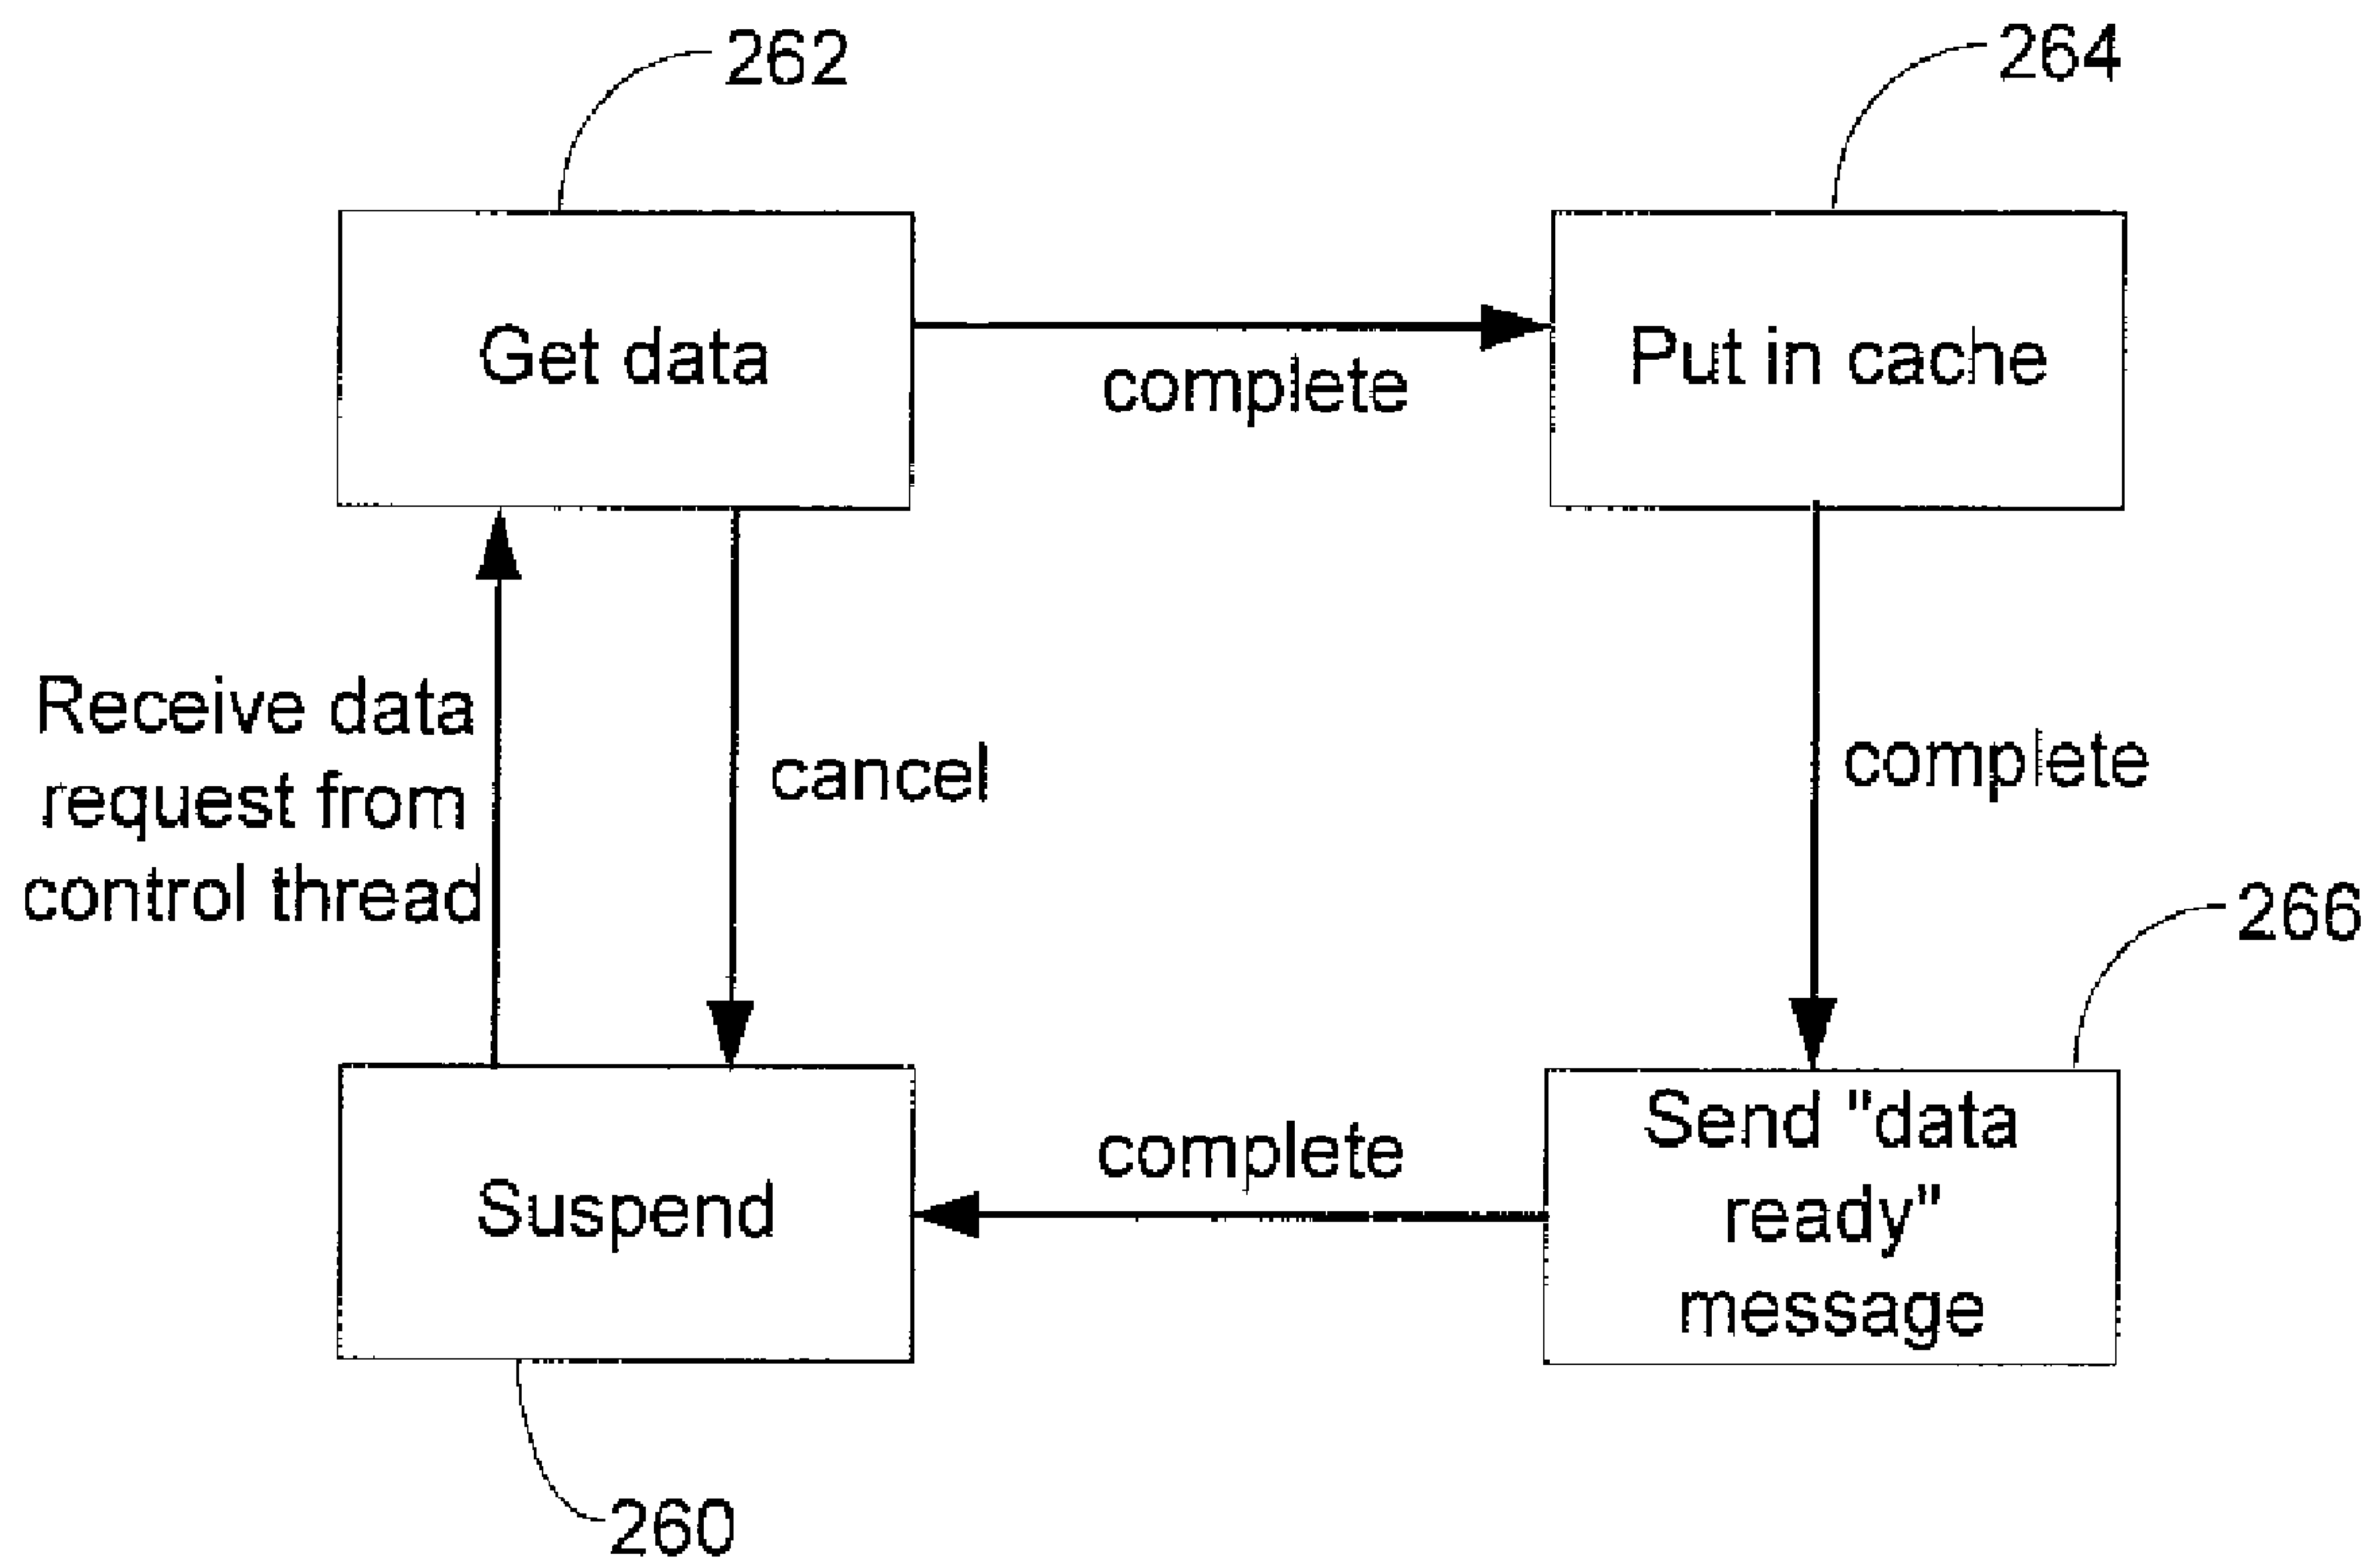 262
264
Get data
Put in cache
complete
Receive data
request from
control thread
cancel
complete
266
Suspend
complete
Send "data
ready"
message
260